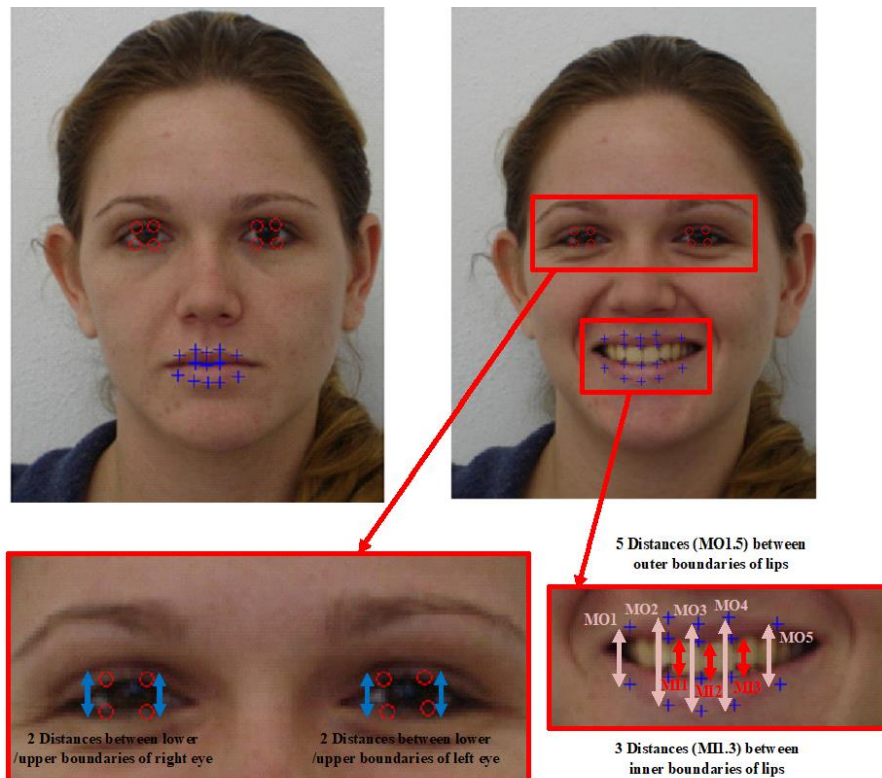 5 Distances (MO1.5) between
outer boundaries of lips
MO1
MO2
MO3
MO4
MO5
MI1
MI2
MI3
2 Distances between lower
/upper boundaries of right eye
2 Distances between lower
/upper boundaries of left eye
3 Distances (MI1.3) between
inner boundaries of lips